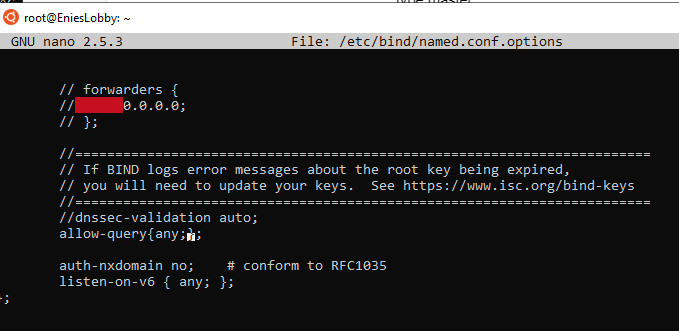 root@EniesLobby: ~
GNU nano 2.5.3 File: /etc/bind/named.conf.options
// forwarders {
// 0.0.0.0;
// };
//========================================================================
// If BIND logs error messages about the root key being expired,
// you will need to update your keys. See https://www.isc.org/bind-keys
//========================================================================
//dnssec-validation auto;
allow-query{any;};
auth-nxdomain no; # conform to RFC1035
listen-on-v6 { any; };
};